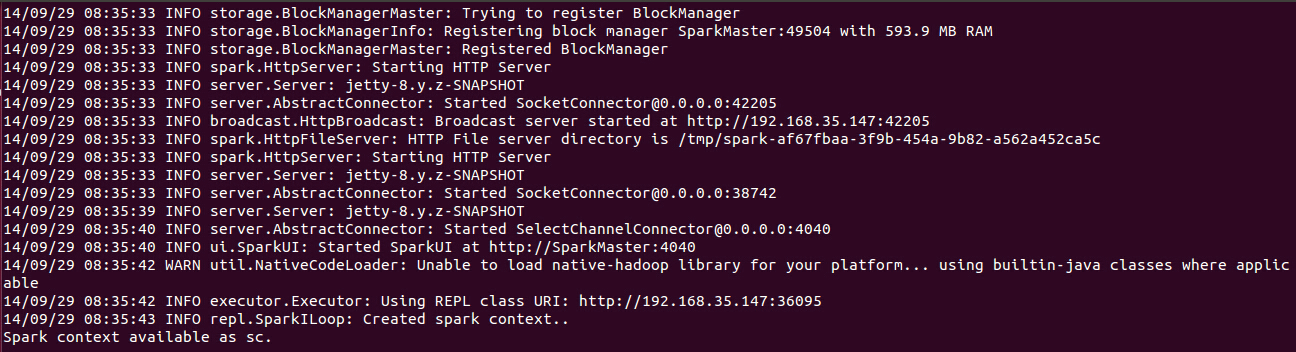 14/09/29 08:35:33 INFO storage.BlockManagerMaster: Trying to register BlockManager
14/09/29 08:35:33 INFO storage.BlockManagerInfo: Registering block manager SparkMaster:49504 with 593.9 MB RAM
14/09/29 08:35:33 INFO storage.BlockManagerMaster: Registered BlockManager
14/09/29 08:35:33 INFO spark.HttpServer: Starting HTTP Server
14/09/29 08:35:33 INFO server.Server: jetty-8.y.z-SNAPSHOT
14/09/29 08:35:33 INFO server.AbstractConnector: Started SocketConnector@0.0.0.0:42205
14/09/29 08:35:33 INFO broadcast.HttpBroadcast: Broadcast server started at http://192.168.35.147:42205
14/09/29 08:35:33 INFO spark.HttpFileServer: HTTP File server directory is /tmp/spark-af67fbaa-3f9b-454a-9b82-a562a452ca5c
14/09/29 08:35:33 INFO spark.HttpServer: Starting HTTP Server
14/09/29 08:35:33 INFO server.Server: jetty-8.y.z-SNAPSHOT
14/09/29 08:35:33 INFO server.AbstractConnector: Started SocketConnector@0.0.0.0:38742
14/09/29 08:35:39 INFO server.Server: jetty-8.y.z-SNAPSHOT
14/09/29 08:35:40 INFO server.AbstractConnector: Started SelectChannelConnector@0.0.0.0:4040
14/09/29 08:35:40 INFO ui.SparkUI: Started SparkUI at http://SparkMaster:4040
14/09/29 08:35:42 WARN util.NativeCodeLoader: Unable to load native-hadoop library for your platform... using builtin-java classes where applic
able
14/09/29 08:35:42 INFO executor.Executor: Using REPL class URI: http://192.168.35.147:36095
14/09/29 08:35:43 INFO repl.SparkILoop: Created spark context..
Spark context available as sc.